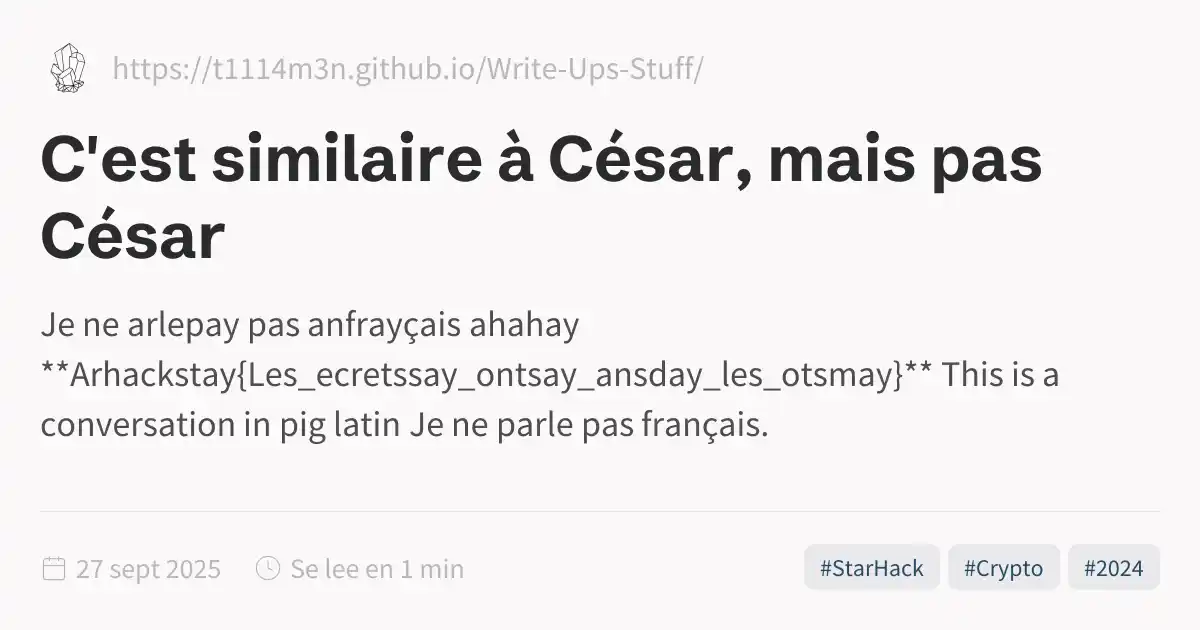 https://t1114m3n.github.io/Write-Ups-Stuff/
C'est similaire à César, mais pas
César
Je ne arlepay pas anfrayçais ahahay
**Arhackstay{Les_ecretssay_ontsay_ansday_les_otsmay}** This is a
conversation in pig latin Je ne parle pas français.
27 sept 2025 Se lee en 1 min #StarHack #Crypto #2024